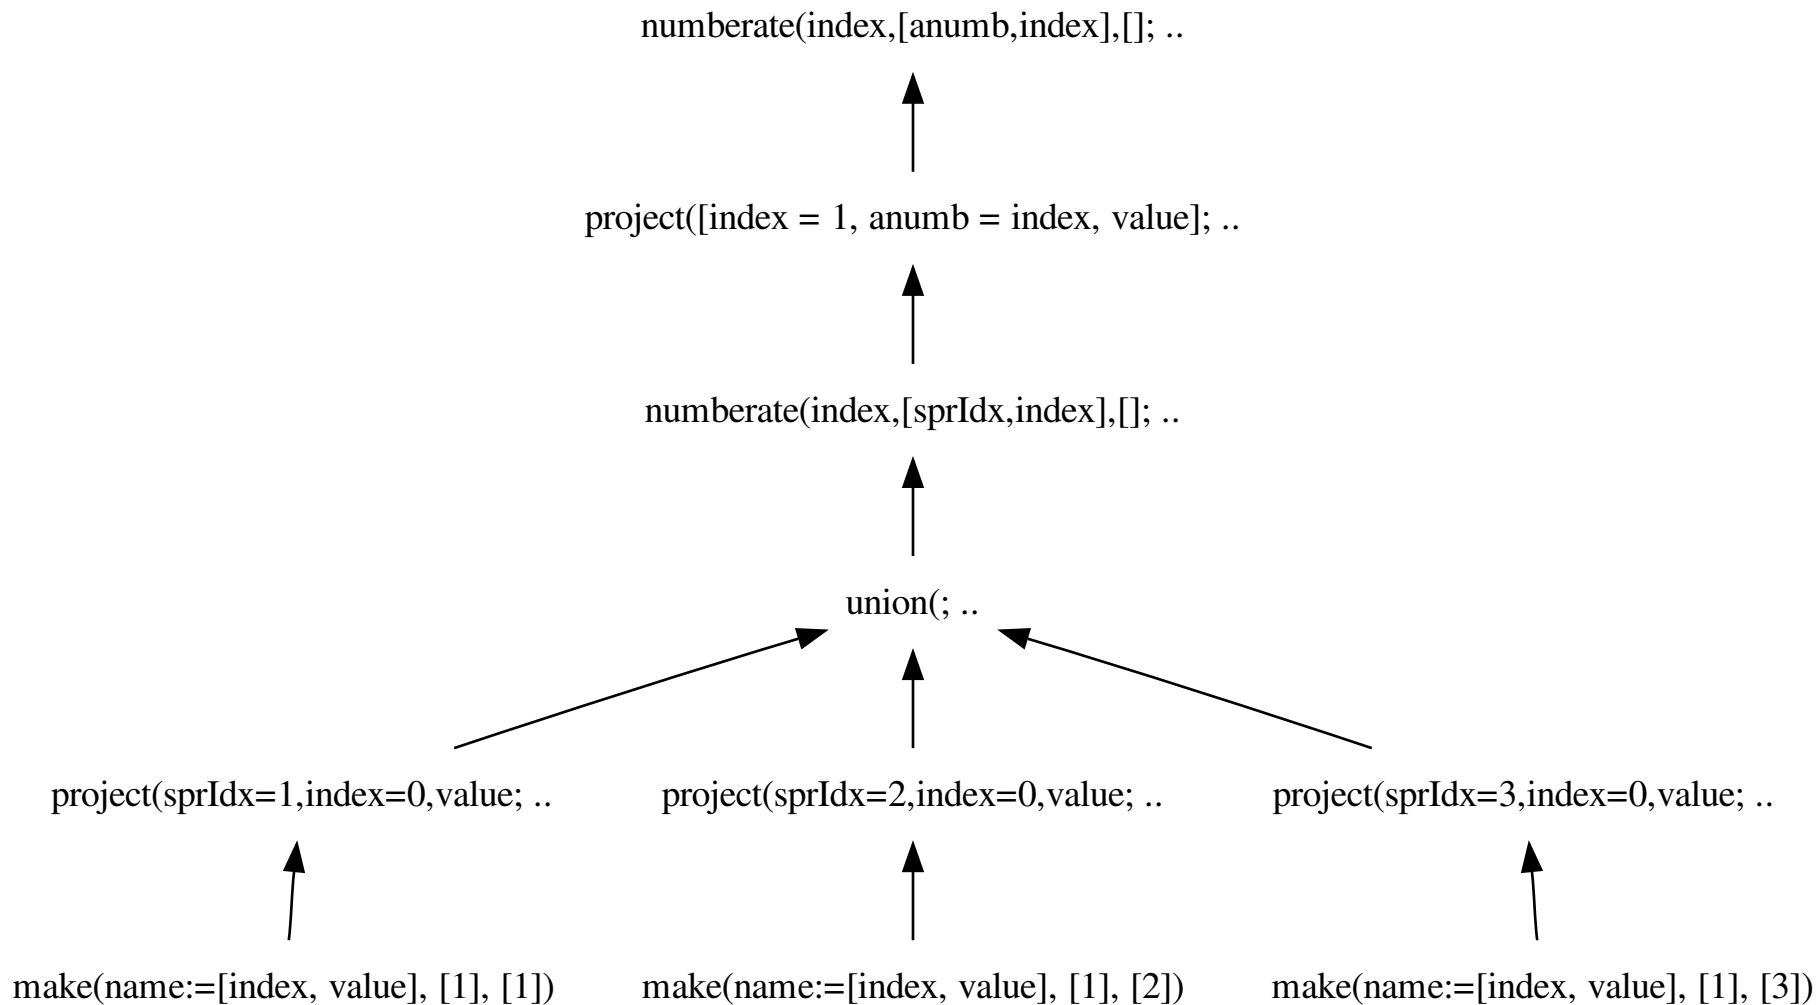 numberate(index,[anumb,index],[]; ..
project([index = 1, anumb = index, value]; ..
numberate(index,[sprIdx,index],[]; ..
union(; ..
project(sprIdx=1,index=0,value; ..
project(sprIdx=2,index=0,value; ..
project(sprIdx=3,index=0,value; ..
make(name:=[index, value], [1], [1])
make(name:=[index, value], [1], [2])
make(name:=[index, value], [1], [3])